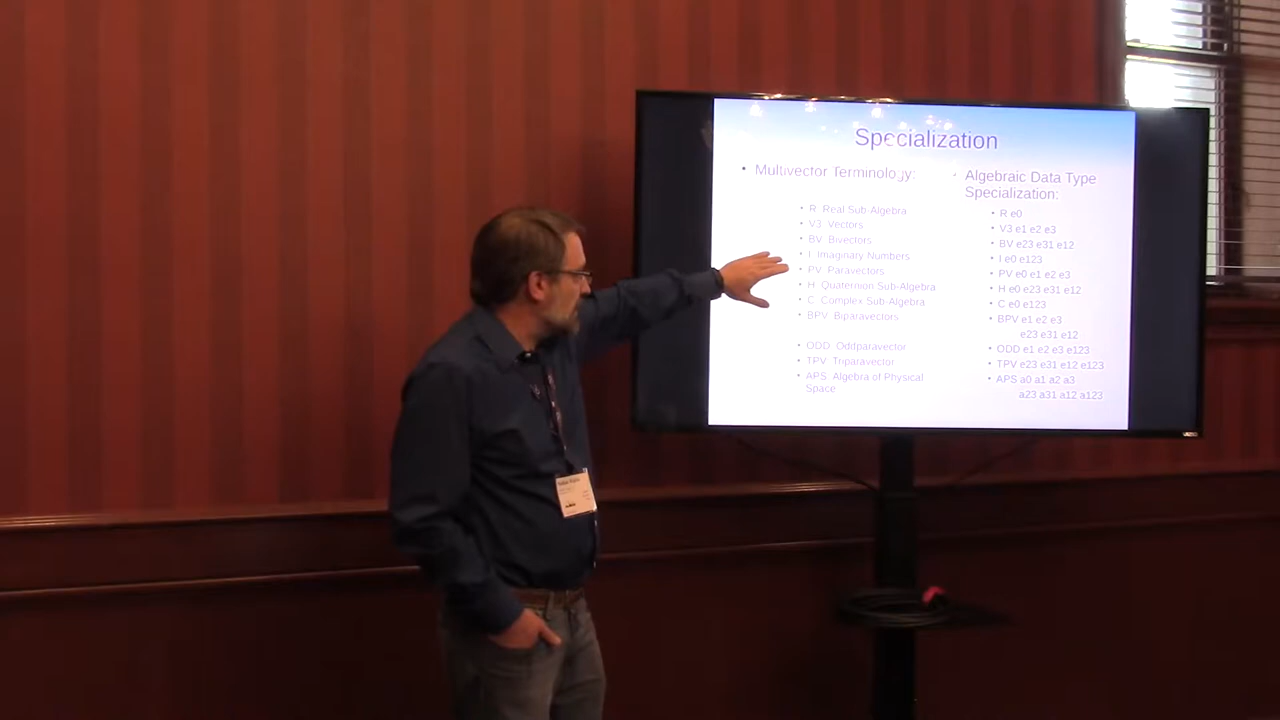 Specialization
• Multivector Terminology:
• R Real Sub-Algebra
• V3 Vectors
• BV Bivectors
• I Imaginary Numbers
• PV Paravectors
• H Quaternion Sub-Algebra
• C Complex Sub-Algebra
• BPV Biparavectors
• ODD Oddparavector
• TPV Triparavector
• APS Algebra of Physical
Space
• Algebraic Data Type
Specialization:
• R e0
• V3 e1 e2 e3
• BV e23 e31 e12
• I e0 e123
• PV e0 e1 e2 e3
• H e0 e23 e31 e12
• C e0 e123
• BPV e1 e2 e3
e23 e31 e12
• ODD e1 e2 e3 e123
• TPV e23 e31 e12 e123
• APS a0 a1 a2 a3
a23 a31 a12 a123